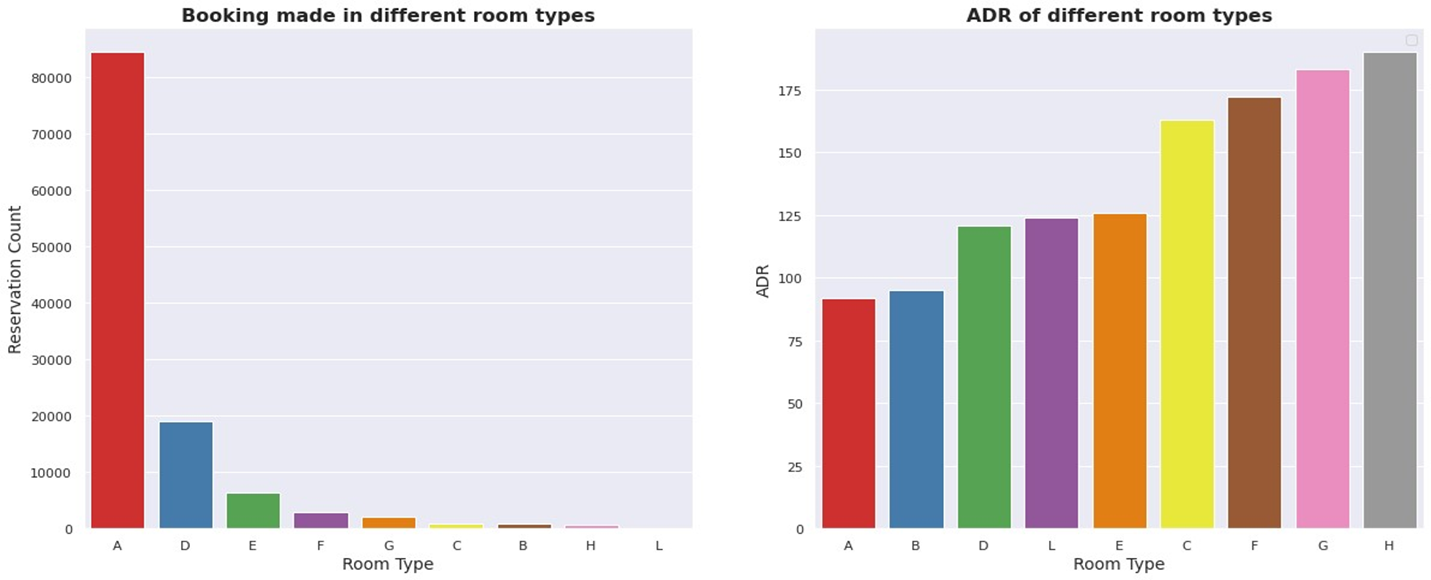 Booking made in different room types
80000
70000
60000
50000
40000
30000
20000
10000
0
Reservation Count
A D E F G C B H L
Room Type
ADR of different room types
175
150
125
100
75
50
25
0
ADR
A B D L E C F G H
Room Type